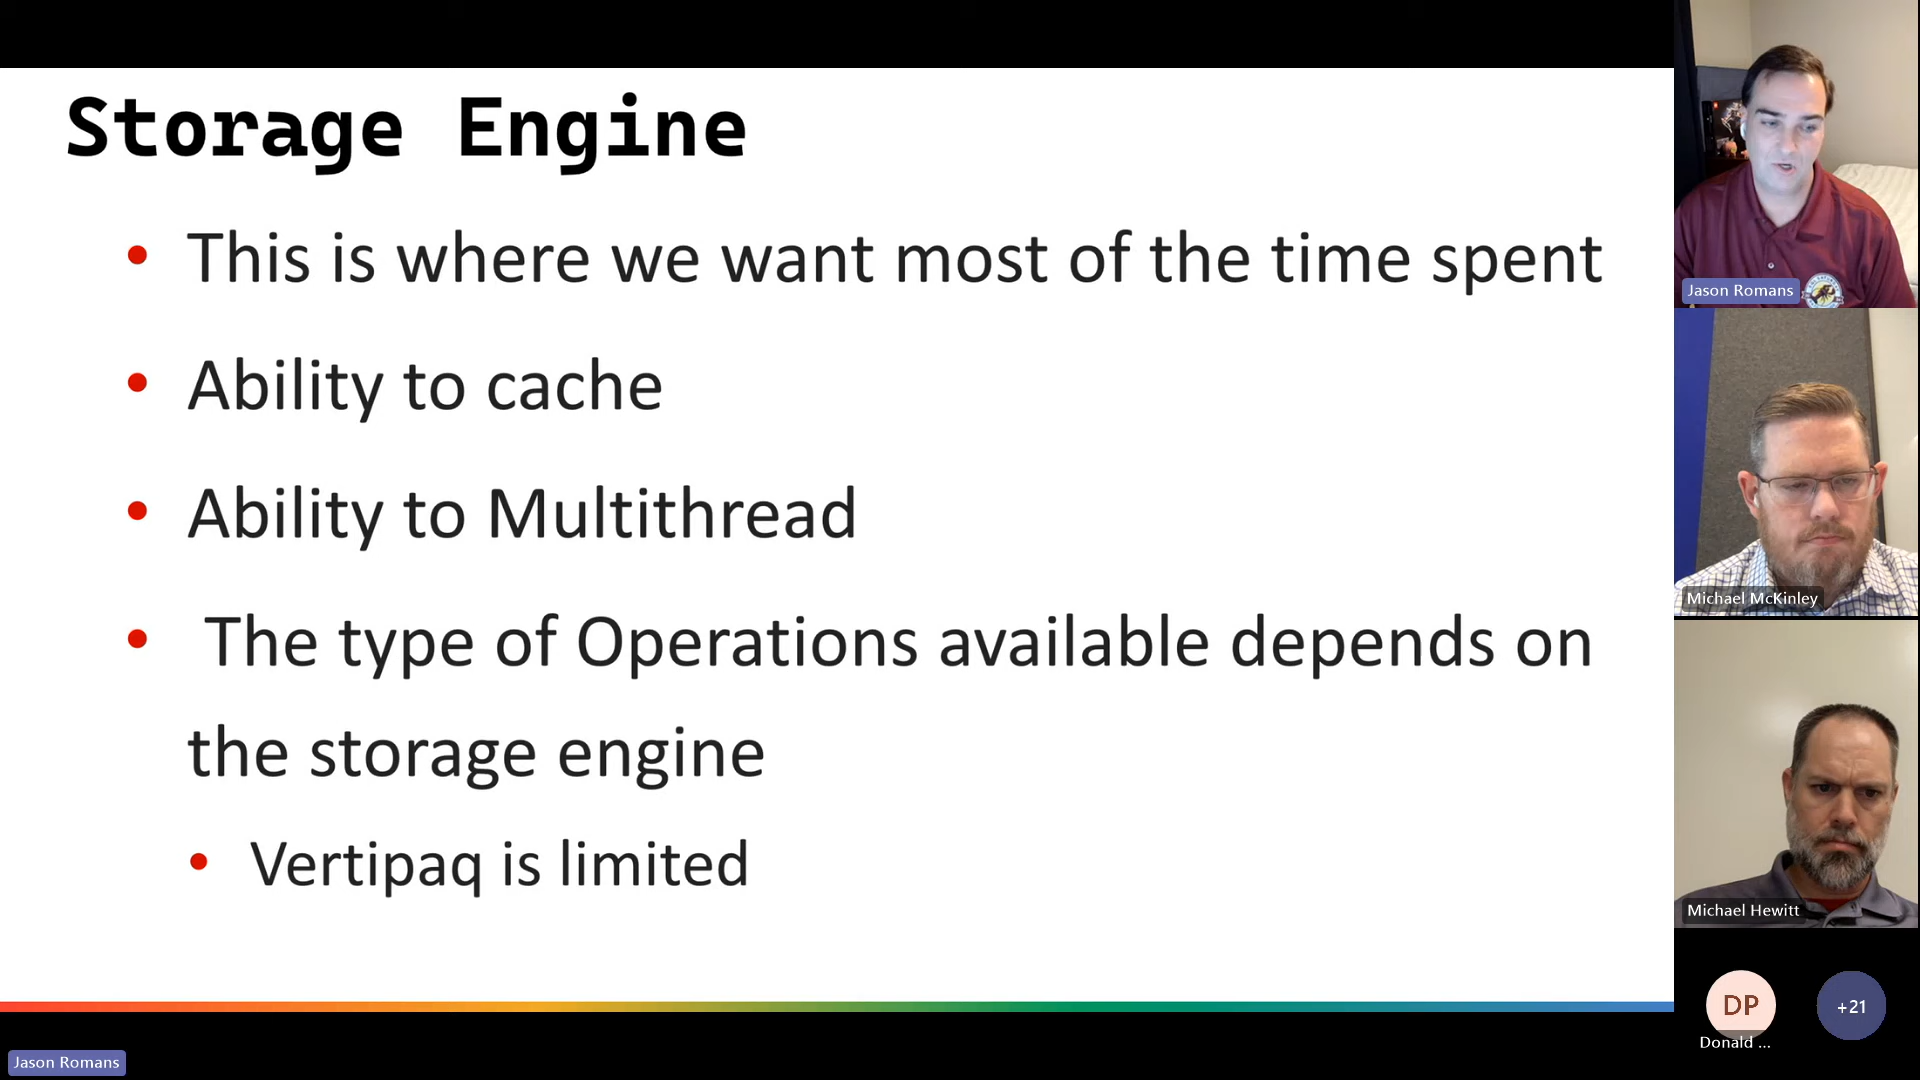 Storage Engine
• This is where we want most of the time spent
• Ability to cache
• Ability to Multithread
• The type of Operations available depends on
the storage engine
• Vertipaq is limited
Jason Romans
Michael McKinley
Michael Hewitt
DP
Donald ...
+21
Jason Romans